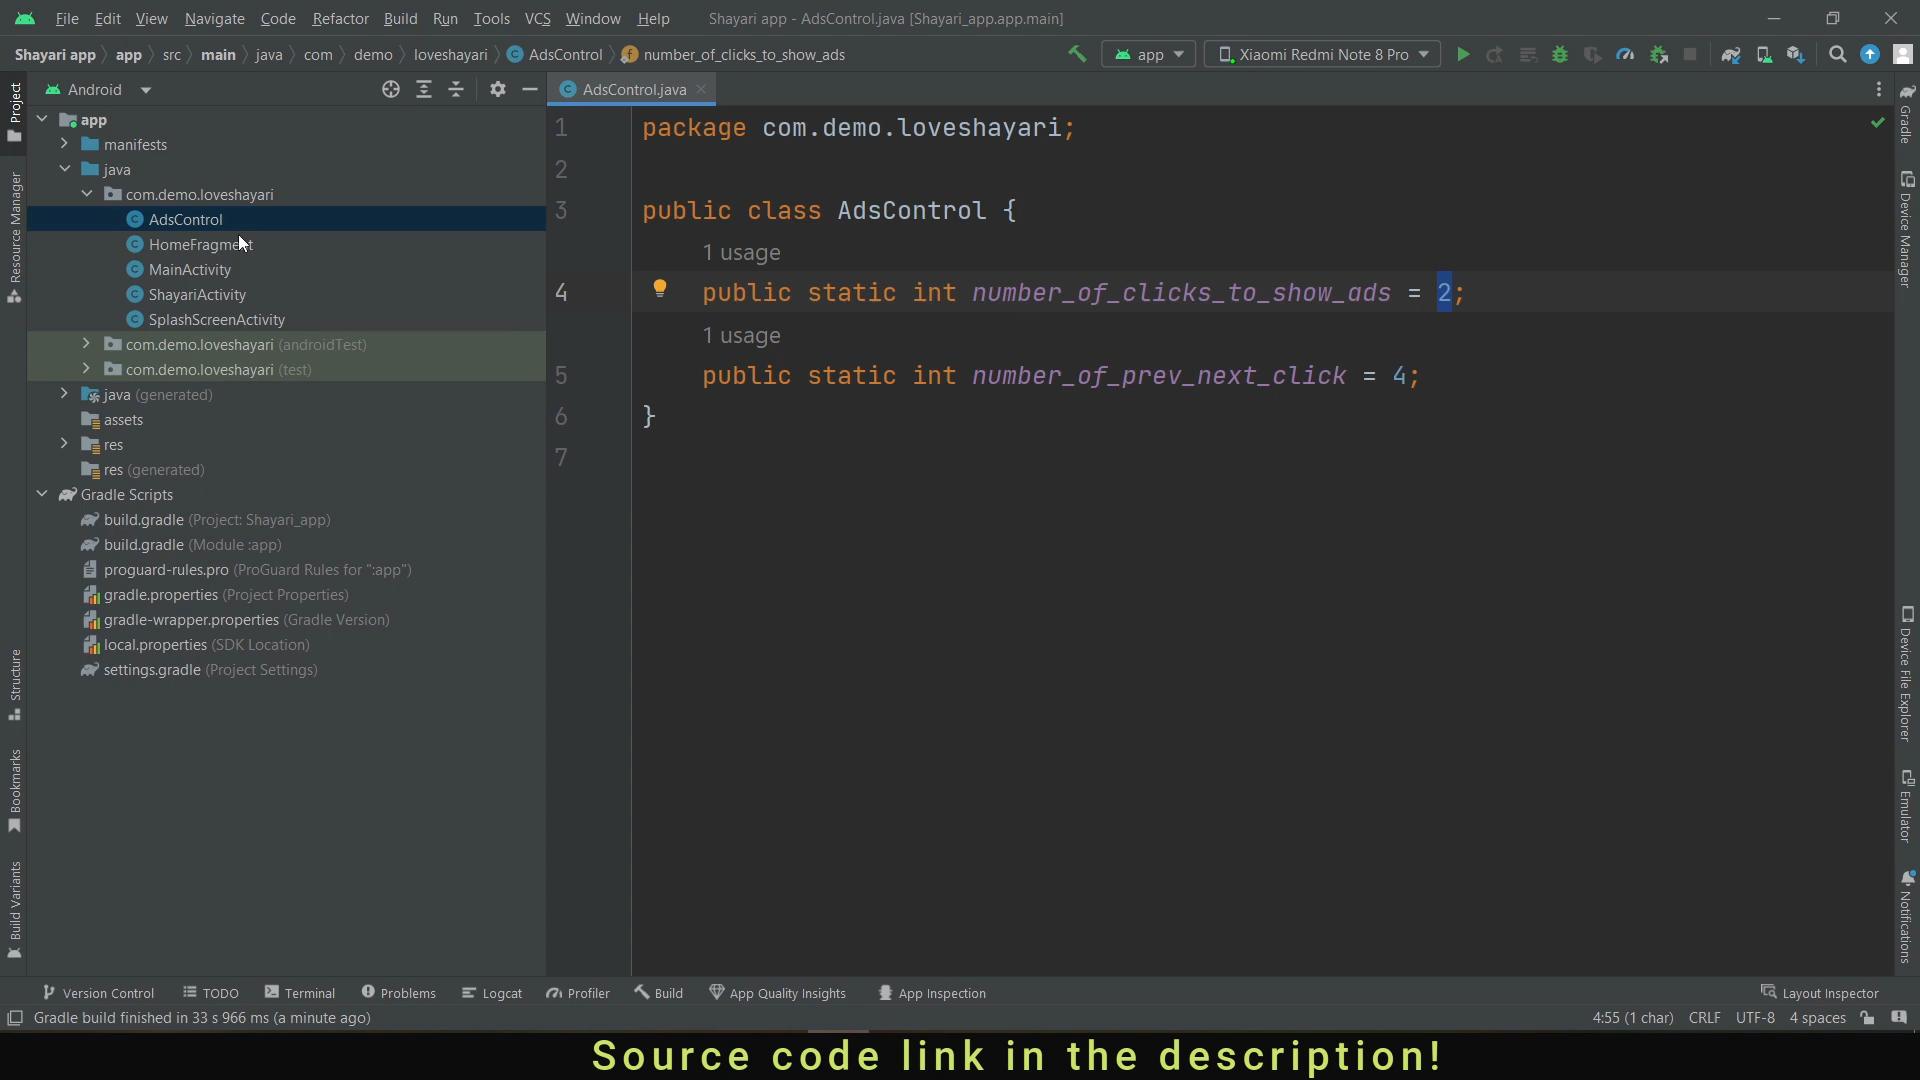 File Edit View Navigate Code Refactor Build Run Tools VCS Window Help Shayari app - AdsControl.java [Shayari_app.app.main]
Shayari app app src main java com demo loveshayari AdsControl number_of_clicks_to_show_ads app Xiaomi Redmi Note 8 Pro
Project
Resource Manager
Structure
Bookmarks
Build Variants
Android
app
manifests
java
com.demo.loveshayari
AdsControl
HomeFragment
MainActivity
ShayariActivity
SplashScreenActivity
com.demo.loveshayari (androidTest)
com.demo.loveshayari (test)
java (generated)
assets
res
res (generated)
Gradle Scripts
build.gradle (Project: Shayari_app)
build.gradle (Module :app)
proguard-rules.pro (ProGuard Rules for ":app")
gradle.properties (Project Properties)
gradle-wrapper.properties (Gradle Version)
local.properties (SDK Location)
settings.gradle (Project Settings)
AdsControl.java
1 package com.demo.loveshayari;
2
3 public class AdsControl {
1 usage
4 public static int number_of_clicks_to_show_ads = 2;
1 usage
5 public static int number_of_prev_next_click = 4;
6 }
7
Gradle
Device Manager
Device File Explorer
Emulator
Notifications
Version Control TODO Terminal Problems Logcat Profiler Build App Quality Insights App Inspection Layout Inspector
Gradle build finished in 33 s 966 ms (a minute ago) 4:55 (1 char) CRLF UTF-8 4 spaces
Source code link in the description!